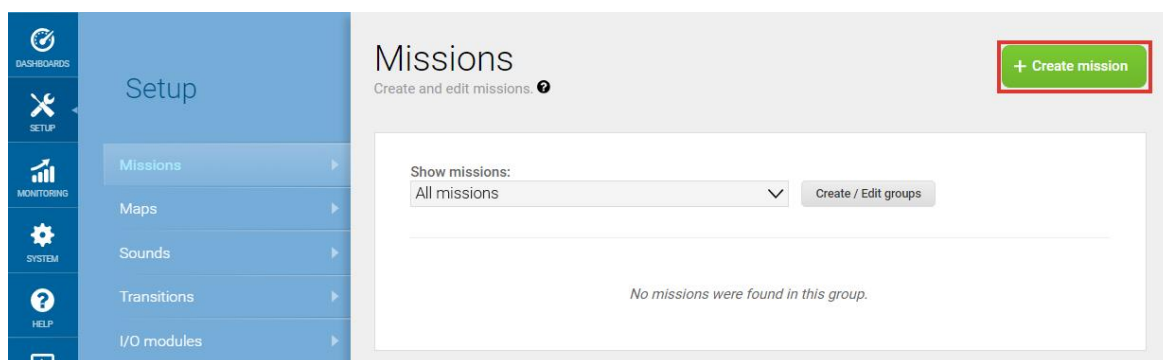 DASHBOARDS
SETUP
MONITORING
SYSTEM
HELP
Setup
Missions
Maps
Sounds
Transitions
I/O modules
Missions
Create and edit missions. ?
+ Create mission
Show missions:
All missions
Create / Edit groups
No missions were found in this group.